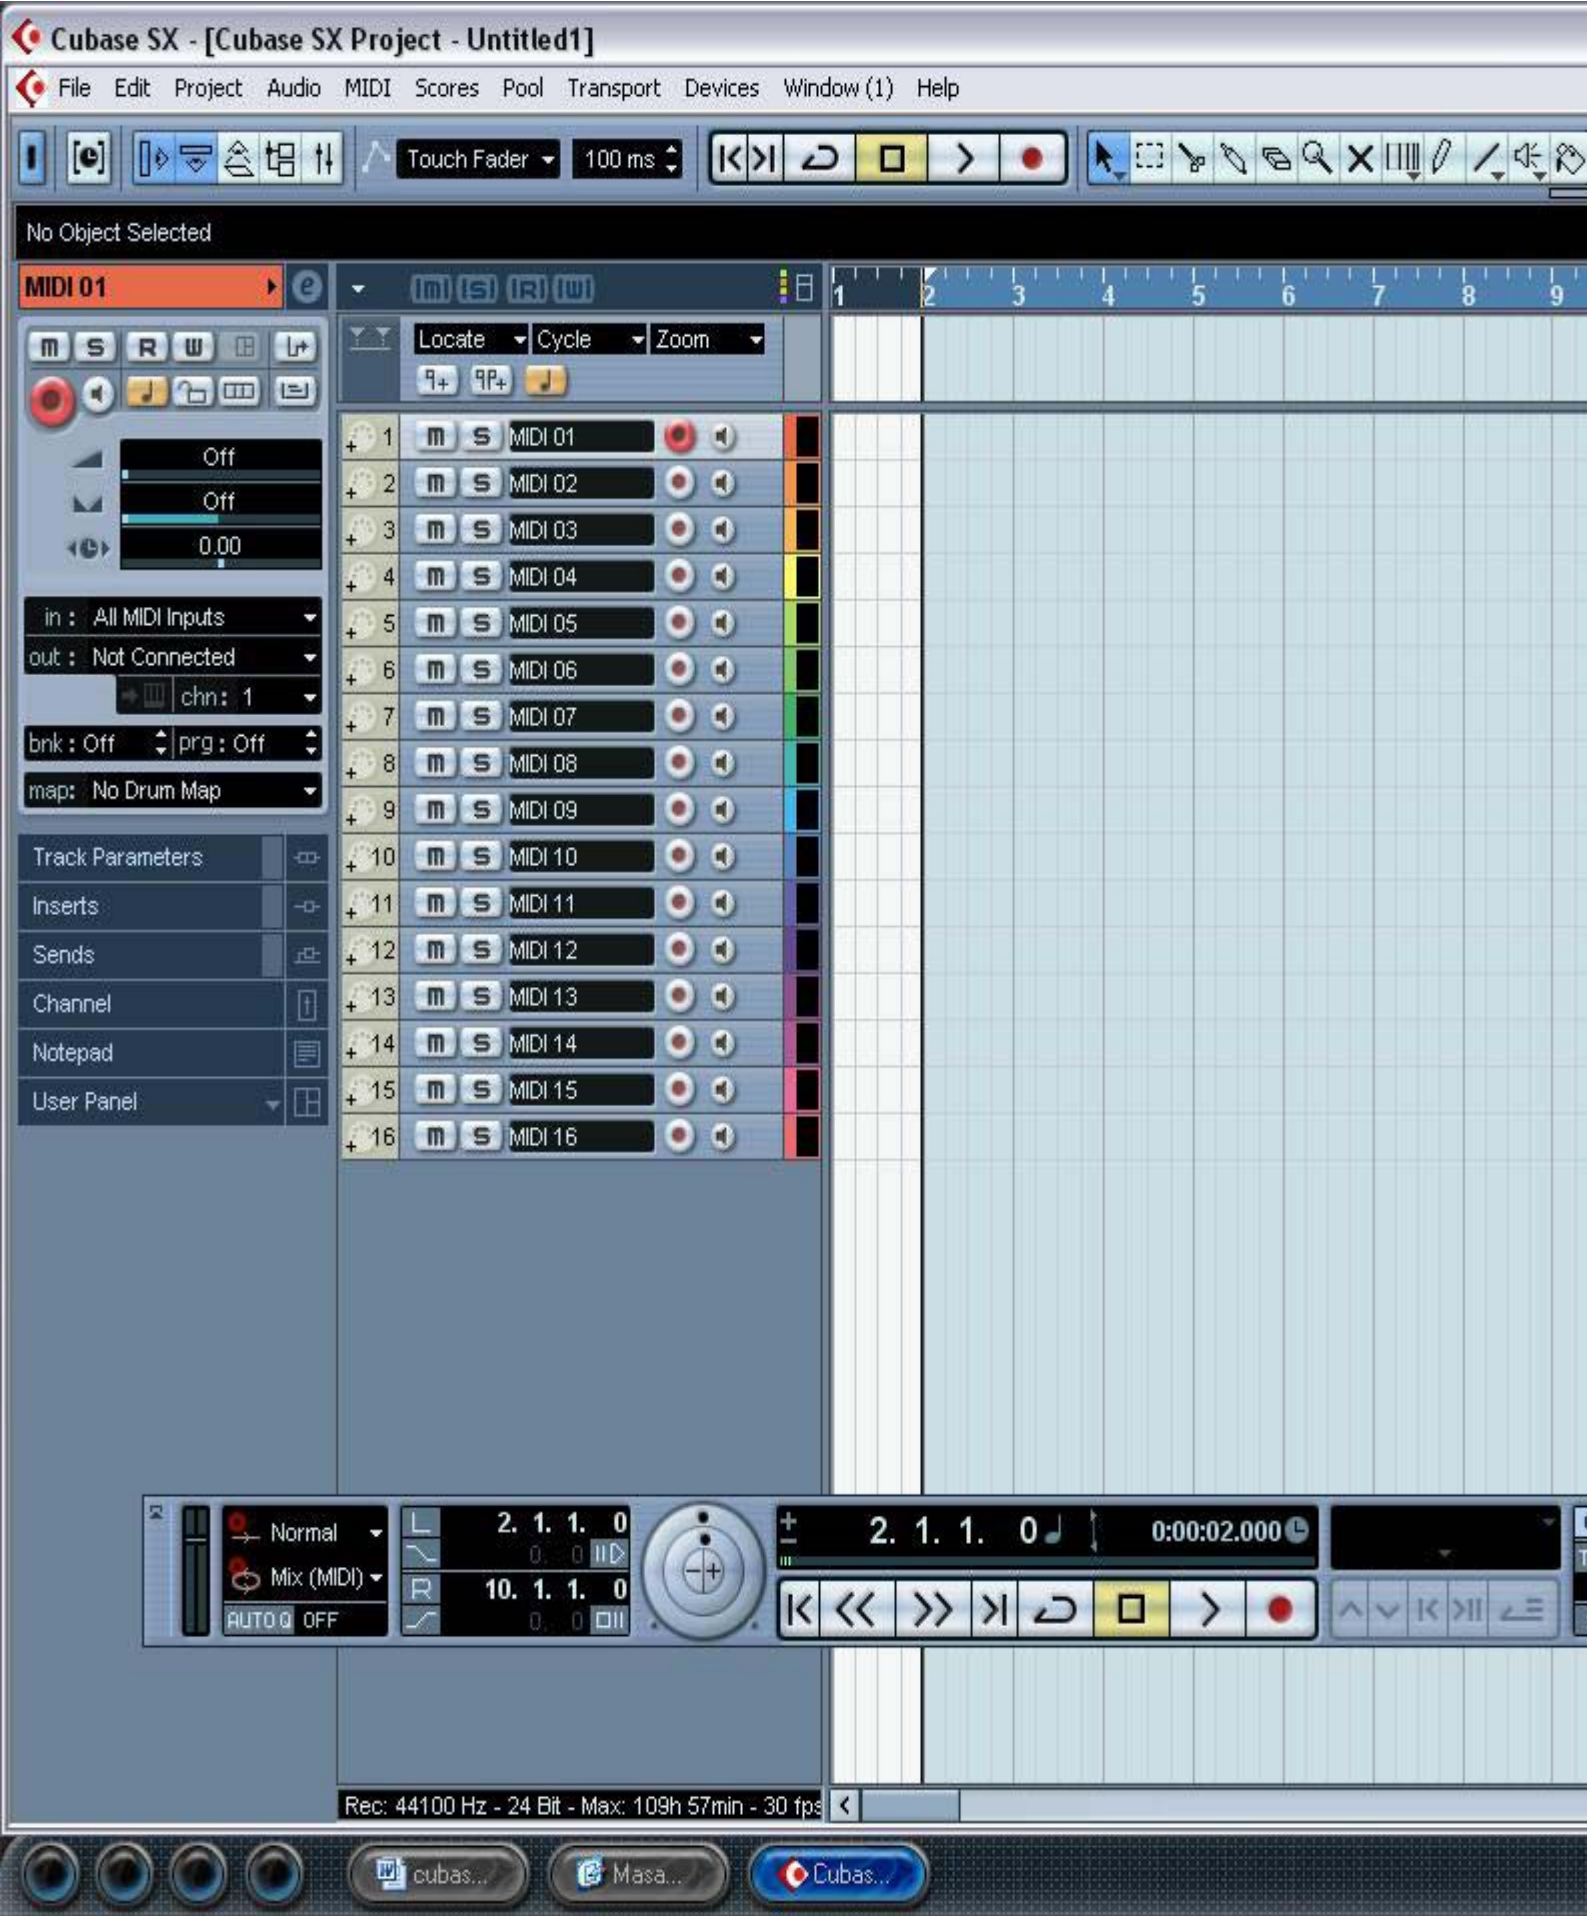 Cubase SX - [Cubase SX Project - Untitled1]
File Edit Project Audio MIDI Scores Pool Transport Devices Window (1) Help
Touch Fader 100 ms
No Object Selected
MIDI 01
1 2 3 4 5 6 7 8 9
m S R W
Locate Cycle Zoom
Off
Off
0.00
in : All MIDI Inputs
out : Not Connected
chn: 1
bnk : Off prg : Off
map: No Drum Map
Track Parameters
Inserts
Sends
Channel
Notepad
User Panel
1 m S MIDI 01
2 m S MIDI 02
3 m S MIDI 03
4 m S MIDI 04
5 m S MIDI 05
6 m S MIDI 06
7 m S MIDI 07
8 m S MIDI 08
9 m S MIDI 09
10 m S MIDI 10
11 m S MIDI 11
12 m S MIDI 12
13 m S MIDI 13
14 m S MIDI 14
15 m S MIDI 15
16 m S MIDI 16
Normal
Mix (MIDI)
AUTO Q OFF
L 2. 1. 1. 0
0. 0
R 10. 1. 1. 0
0. 0
2. 1. 1. 0 0:00:02.000
Rec: 44100 Hz - 24 Bit - Max: 109h 57min - 30 fps
cubas... Masa... Cubas...